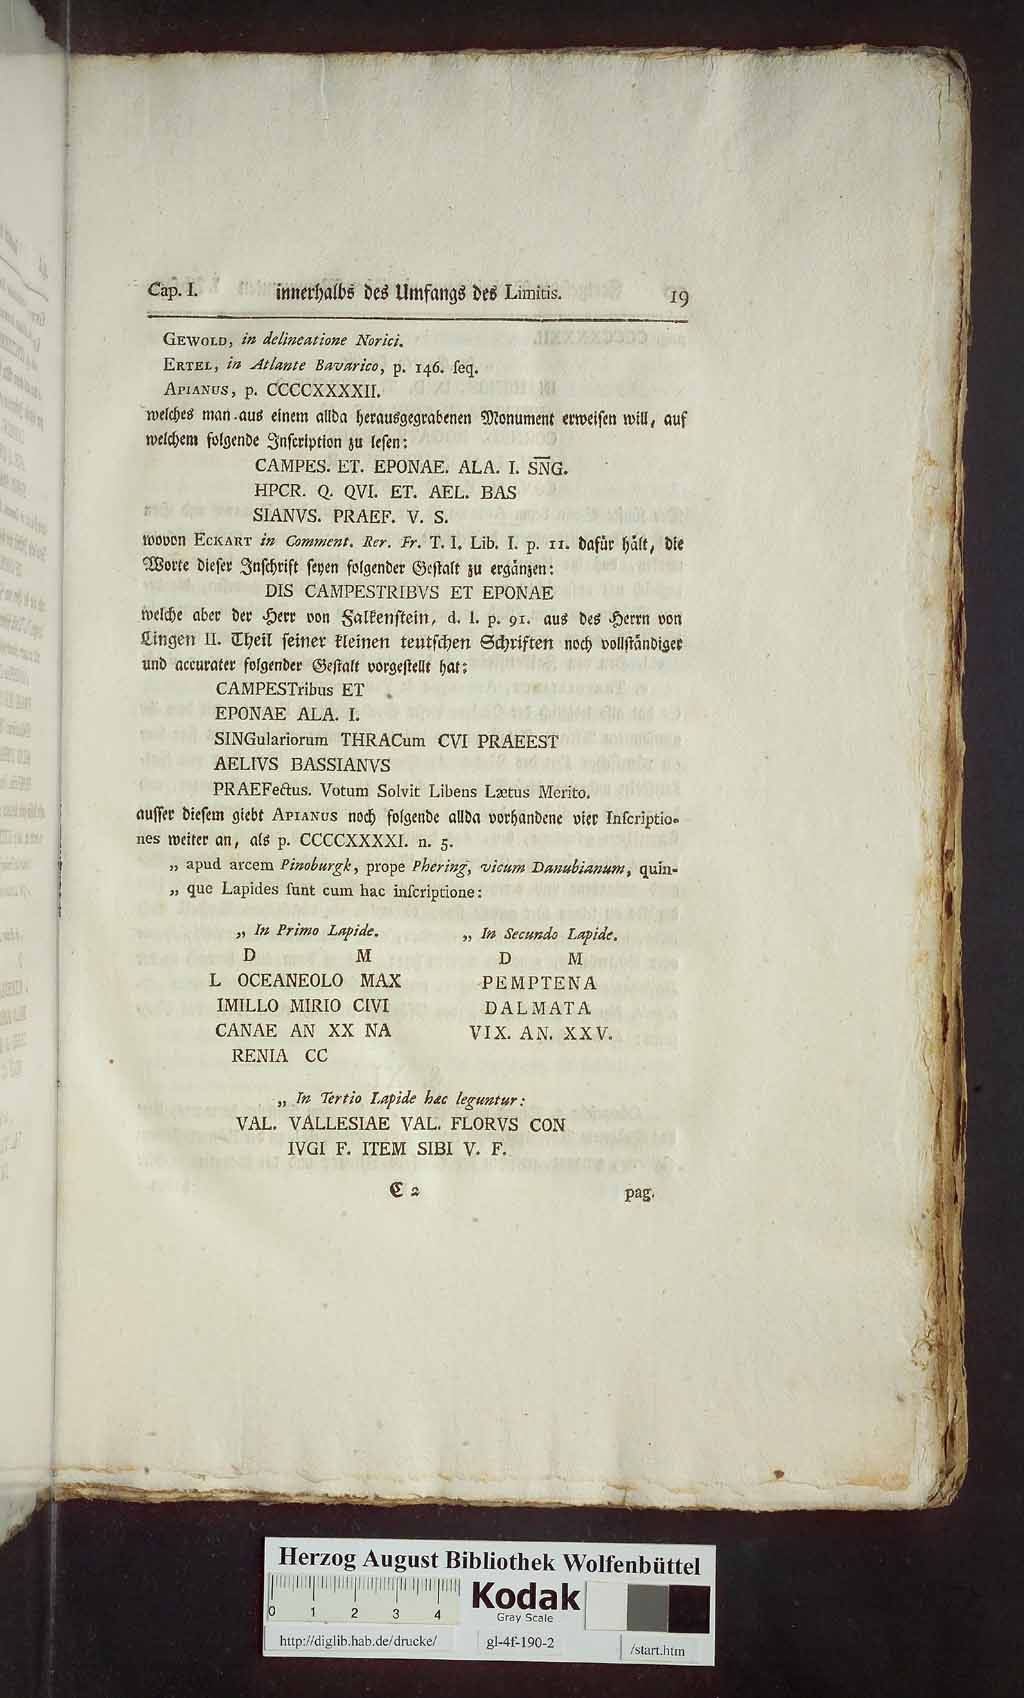 Cap. I. innerhalbs des Umfangs des Limitis. 19
GEWOLD, in delineatione Norici.
ERTEL, in Atlante Bavarico, p. 146. ſeq.
APIANUS, p. CCCCXXXXII.
welches man aus einem allda herausgegrabenen Monument erweiſen will, auf
welchem folgende Inſcription zu leſen:
CAMPES. ET. EPONAE. ALA. I. SN̅G.
HPCR. Q. QVI. ET. AEL. BAS
SIANVS. PRAEF. V. S.
wovon ECKART in Comment. Rer. Fr. T. I. Lib. I. p. 11. dafür hält, die
Worte dieſer Inſchrift ſeyen folgender Geſtalt zu ergänzen:
DIS CAMPESTRIBVS ET EPONAE
welche aber der Herr von Falkenſtein, d. l. p. 91. aus des Herrn von
Lingen II. Theil ſeiner kleinen teutſchen Schriften noch vollſtändiger
und accurater folgender Geſtalt vorgeſtellt hat:
CAMPESTribus ET
EPONAE ALA. I.
SINGulariorum THRACum CVI PRAEEST
AELIVS BASSIANVS
PRAEFectus. Votum Solvit Libens Lætus Merito.
auſſer dieſem giebt APIANUS noch folgende allda vorhandene vier Inſcriptio-
nes weiter an, als p. CCCCXXXXI. n. 5.
„ apud arcem Pinoburgk, prope Phering, vicum Danubianum, quin-
„ que Lapides ſunt cum hac inſcriptione:
„ In Primo Lapide.
D M
L OCEANEOLO MAX
IMILLO MIRIO CIVI
CANAE AN XX NA
RENIA CC
„ In Secundo Lapide.
D M
PEMPTENA
DALMATA
VIX. AN. XXV.
„ In Tertio Lapide hæc leguntur:
VAL. VALLESIAE VAL. FLORVS CON
IVGI F. ITEM SIBI V. F.
C 2 pag.
Herzog August Bibliothek Wolfenbüttel
0 1 2 3 4
Kodak
Gray Scale
http://diglib.hab.de/drucke/ gl-4f-190-2 /start.htm